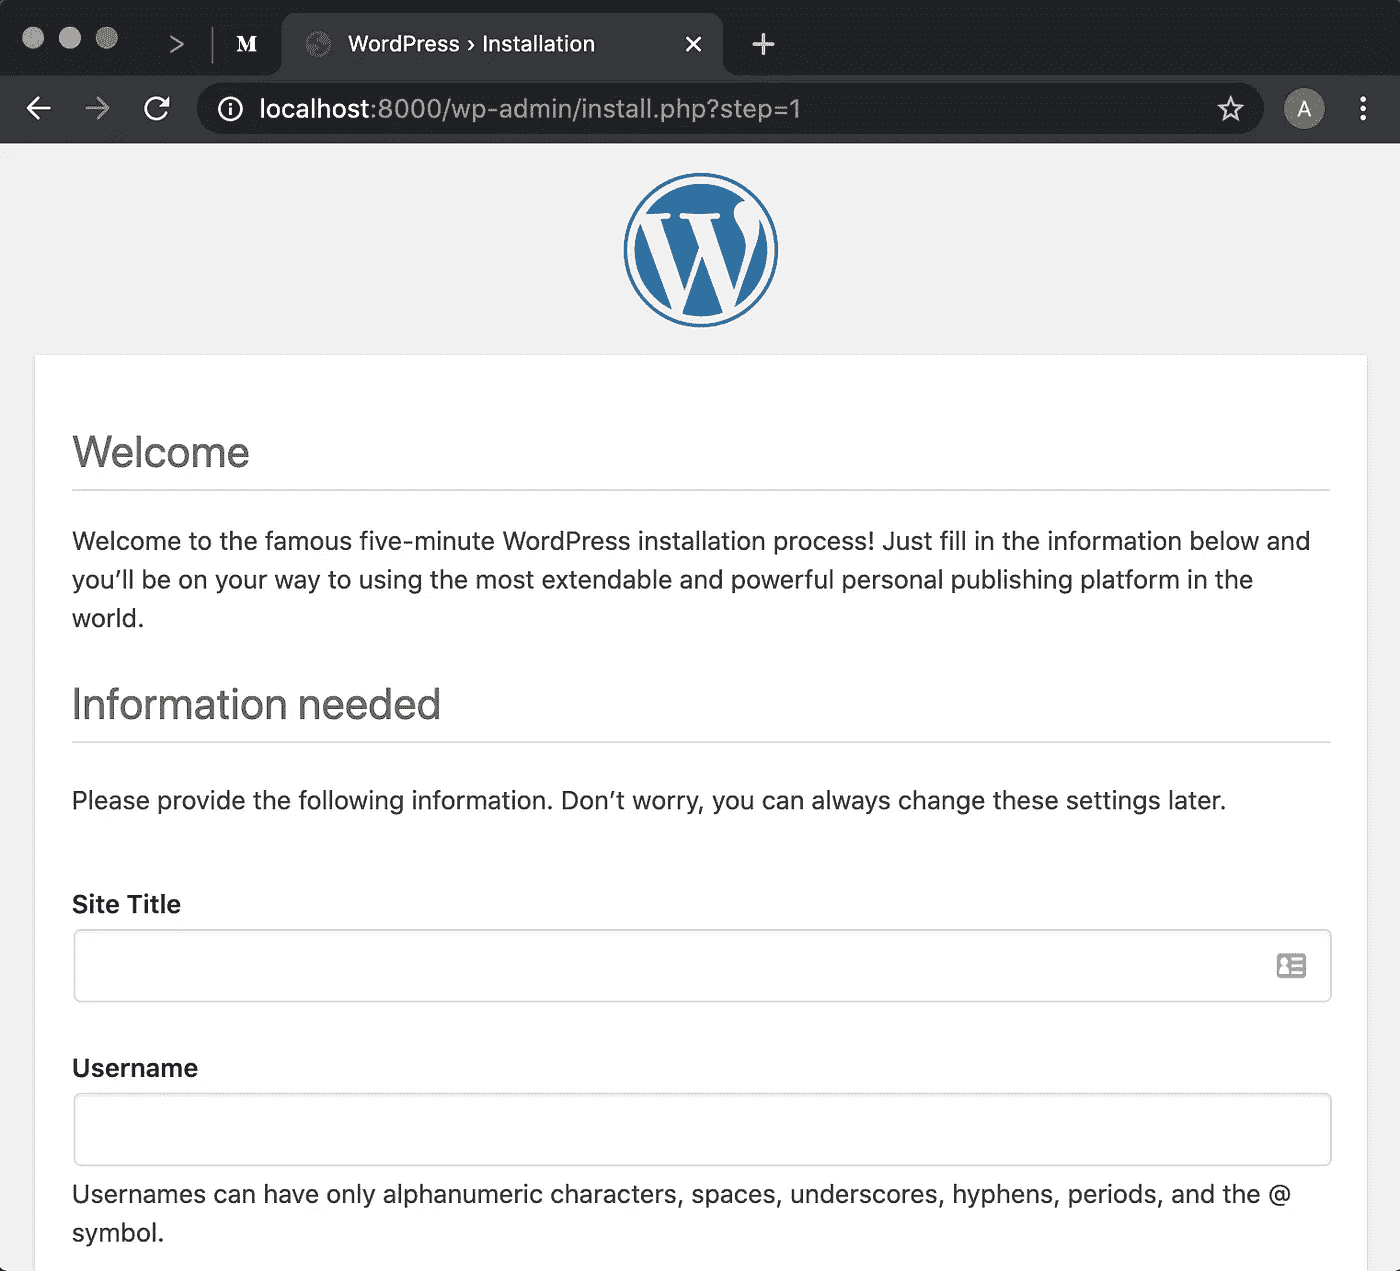 M
WordPress › Installation
localhost:8000/wp-admin/install.php?step=1
A
W
Welcome
Welcome to the famous five-minute WordPress installation process! Just fill in the information below and
you’ll be on your way to using the most extendable and powerful personal publishing platform in the
world.
Information needed
Please provide the following information. Don’t worry, you can always change these settings later.
Site Title
Username
Usernames can have only alphanumeric characters, spaces, underscores, hyphens, periods, and the @
symbol.